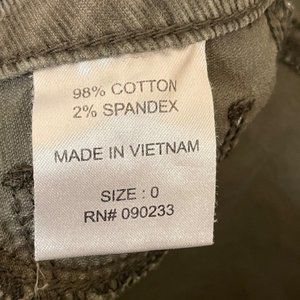 98% COTTON
2% SPANDEX
MADE IN VIETNAM
SIZE : 0
RN# 090233